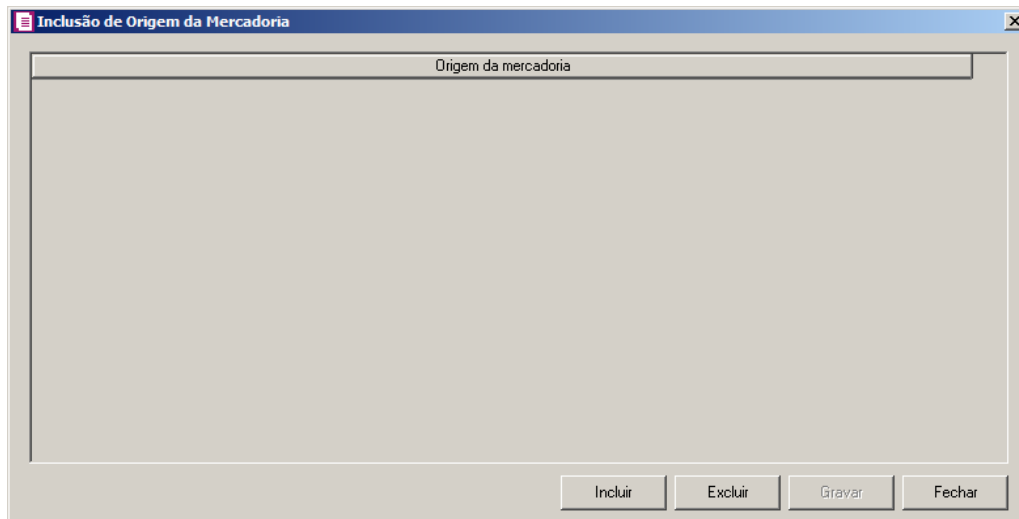 Inclusão de Origem da Mercadoria
Origem da mercadoria
Incluir
Excluir
Gravar
Fechar